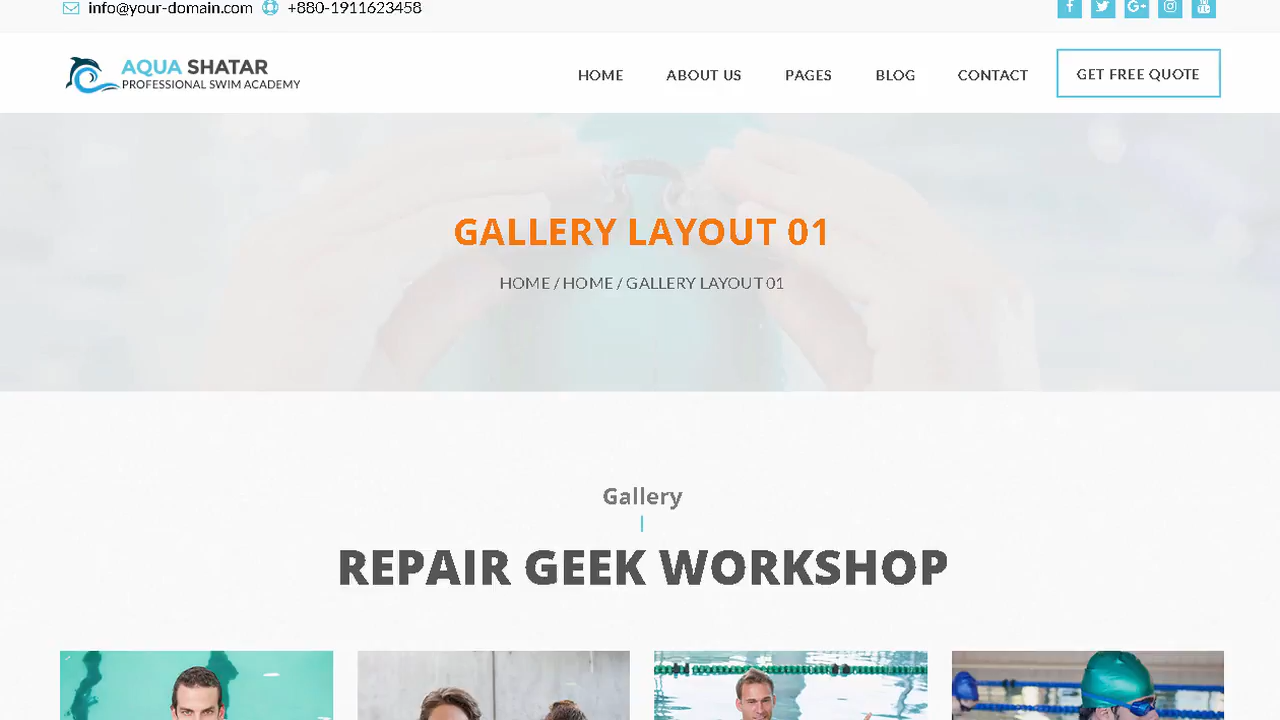 info@your-domain.com +880-1911623458
AQUA SHATAR
PROFESSIONAL SWIM ACADEMY
HOME ABOUT US PAGES BLOG CONTACT GET FREE QUOTE
GALLERY LAYOUT 01
HOME / HOME / GALLERY LAYOUT 01
Gallery
REPAIR GEEK WORKSHOP